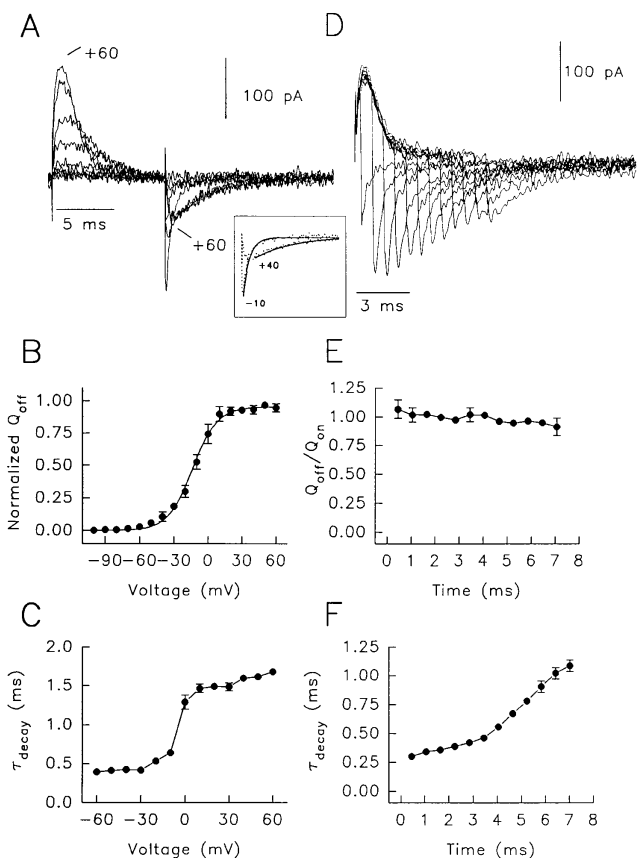 A
+60
100 pA
5 ms
+60
+40
−10
D
100 pA
3 ms
B
Normalized Qoff
1.00
0.75
0.50
0.25
0.00
−90 −60 −30 0 30 60
Voltage (mV)
E
Qoff/Qon
1.25
1.00
0.75
0.50
0.25
0.00
0 1 2 3 4 5 6 7 8
Time (ms)
C
τdecay (ms)
2.0
1.5
1.0
0.5
0.0
−60 −30 0 30 60
Voltage (mV)
F
τdecay (ms)
1.25
1.00
0.75
0.50
0.25
0.00
0 1 2 3 4 5 6 7 8
Time (ms)